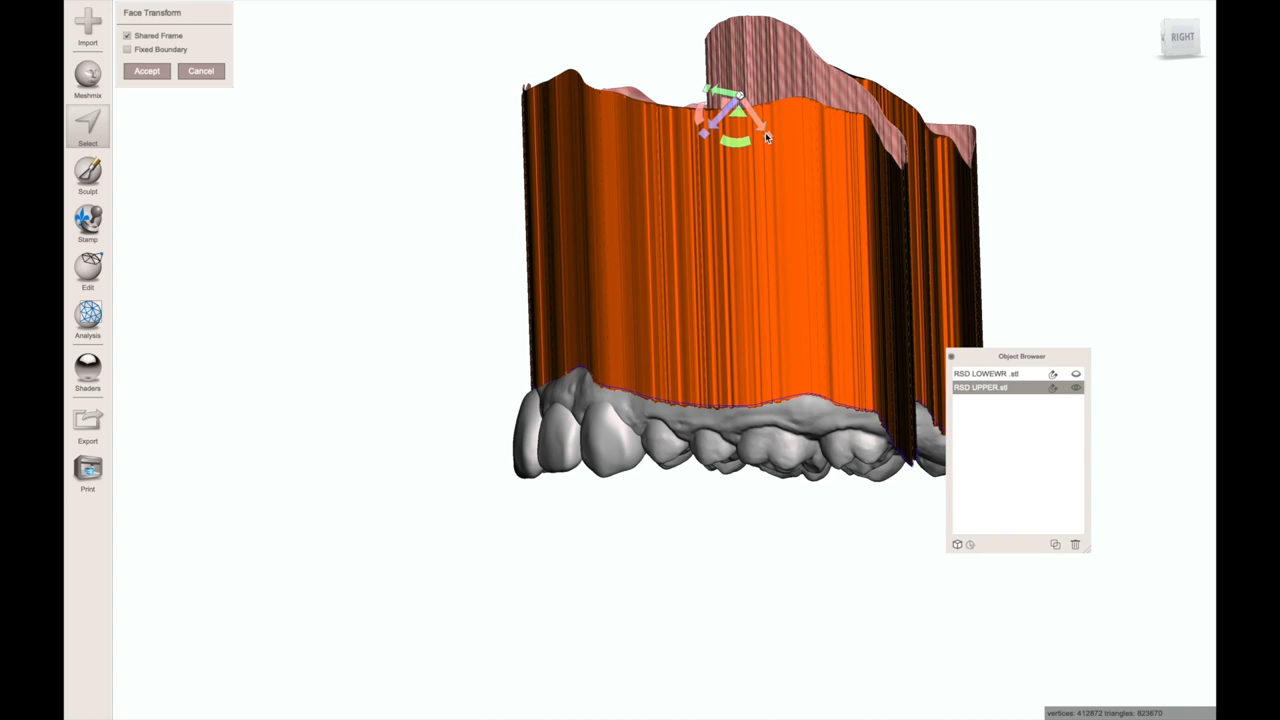 Import
Meshmix
Select
Sculpt
Stamp
Edit
Analysis
Shaders
Export
Print
Face Transform
Shared Frame
Fixed Boundary
Accept
Cancel
RIGHT
Object Browser
RSD LOWEWR .stl
RSD UPPER.stl
vertices: 412872 triangles: 823670